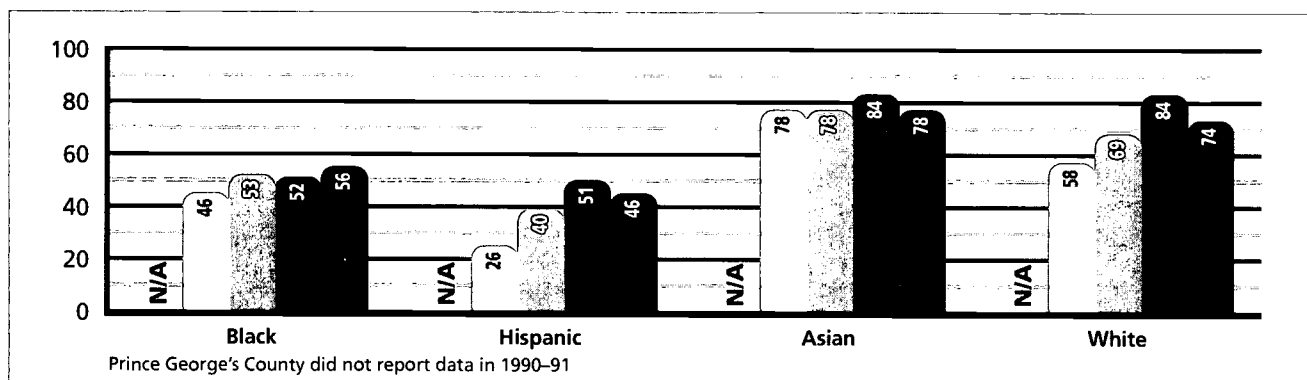 100
80
60
40
20
0
N/A 46 53 52 56
N/A 26 40 51 46
N/A 78 78 84 78
N/A 58 69 84 74
Black Hispanic Asian White
Prince George's County did not report data in 1990–91